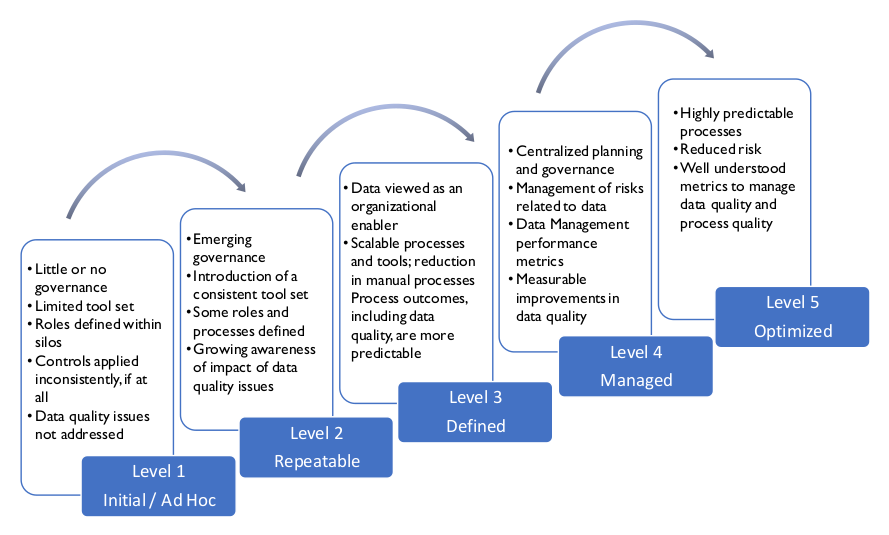 • Little or no
governance
• Limited tool set
• Roles defined within
silos
• Controls applied
inconsistently, if at
all
• Data quality issues
not addressed
Level 1
Initial / Ad Hoc
• Emerging
governance
• Introduction of a
consistent tool set
• Some roles and
processes defined
• Growing awareness
of impact of data
quality issues
Level 2
Repeatable
• Data viewed as an
organizational
enabler
• Scalable processes
and tools; reduction
in manual processes
Process outcomes,
including data
quality, are more
predictable
Level 3
Defined
• Centralized planning
and governance
• Management of risks
related to data
• Data Management
performance
metrics
• Measurable
improvements in
data quality
Level 4
Managed
• Highly predictable
processes
• Reduced risk
• Well understood
metrics to manage
data quality and
process quality
Level 5
Optimized